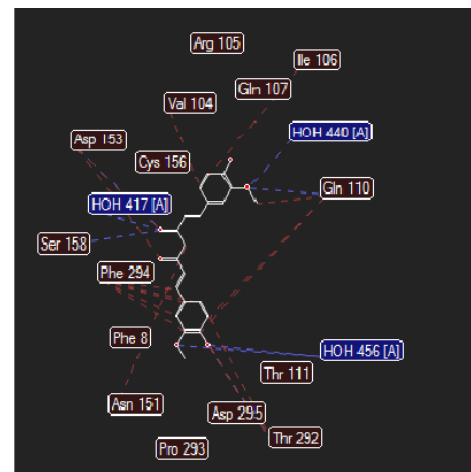 Arg 105
Ile 106
Gln 107
Val 104
HOH 440 [A]
Asp 153
Cys 156
Gln 110
HOH 417 [A]
Ser 158
Phe 294
Phe 8
HOH 456 [A]
Thr 111
Asn 151
Asp 295
Thr 292
Pro 293